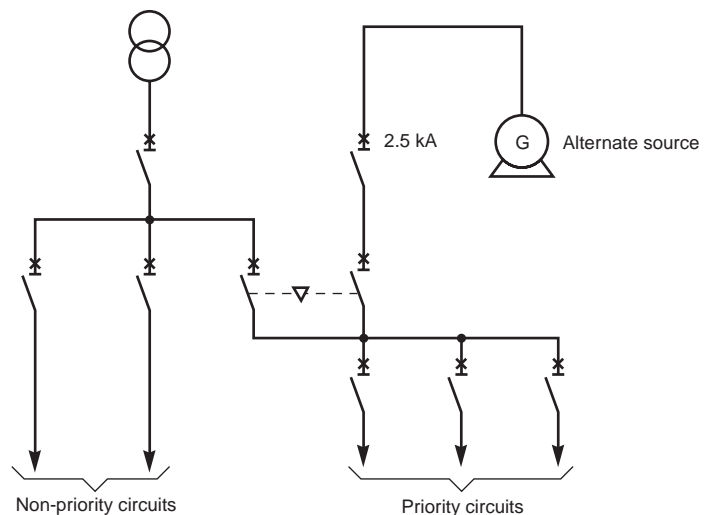 2.5 kA
G
Alternate source
Non-priority circuits
Priority circuits